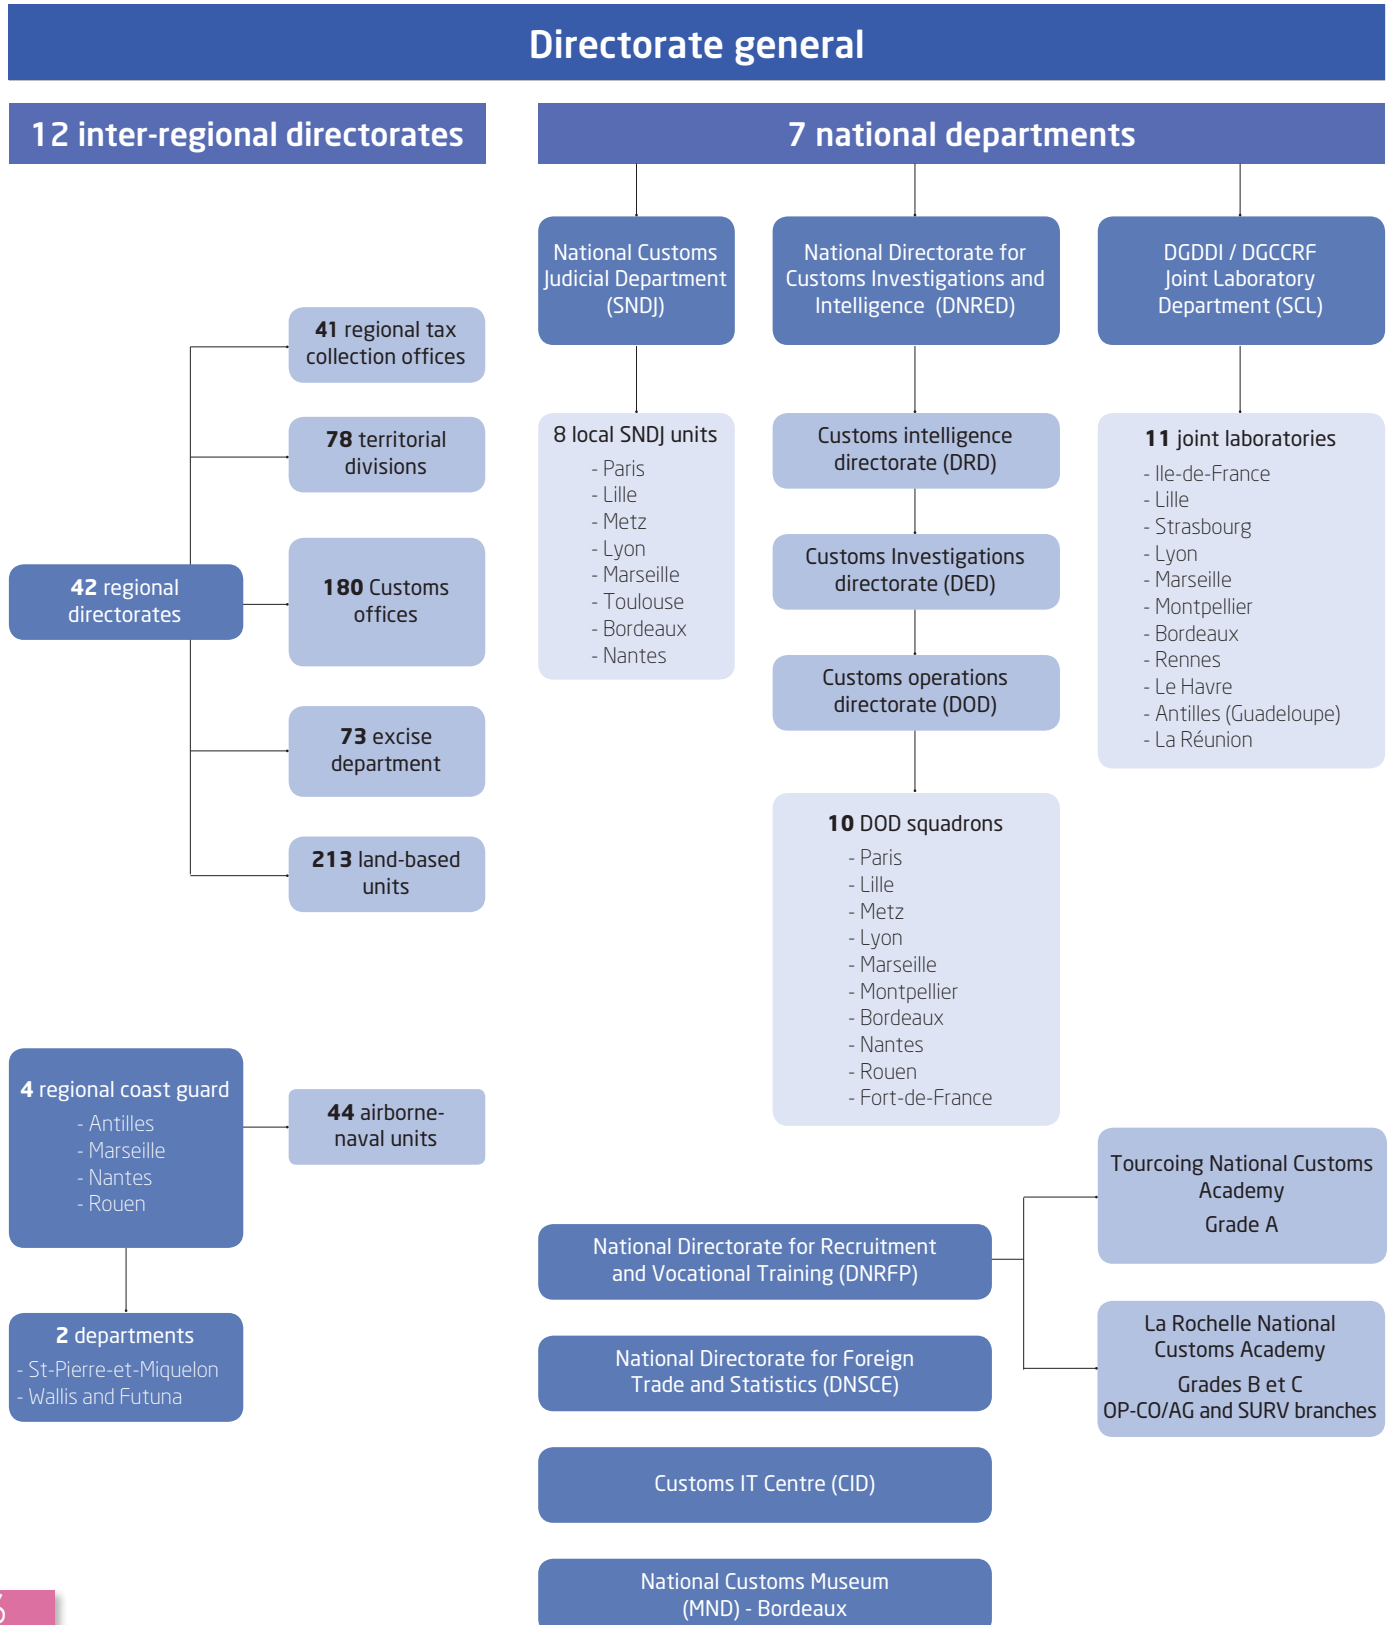 Directorate general
12 inter-regional directorates
41 regional tax
collection offices
78 territorial
divisions
42 regional
directorates
180 Customs
offices
73 excise
department
213 land-based
units
4 regional coast guard
- Antilles
- Marseille
- Nantes
- Rouen
44 airborne-
naval units
2 departments
- St-Pierre-et-Miquelon
- Wallis and Futuna
7 national departments
National Customs
Judicial Department
(SNDJ)
8 local SNDJ units
- Paris
- Lille
- Metz
- Lyon
- Marseille
- Toulouse
- Bordeaux
- Nantes
National Directorate for
Customs Investigations and
Intelligence (DNRED)
Customs intelligence
directorate (DRD)
Customs Investigations
directorate (DED)
Customs operations
directorate (DOD)
10 DOD squadrons
- Paris
- Lille
- Metz
- Lyon
- Marseille
- Montpellier
- Bordeaux
- Nantes
- Rouen
- Fort-de-France
DGDDI / DGCCRF
Joint Laboratory
Department (SCL)
11 joint laboratories
- Ile-de-France
- Lille
- Strasbourg
- Lyon
- Marseille
- Montpellier
- Bordeaux
- Rennes
- Le Havre
- Antilles (Guadeloupe)
- La Réunion
National Directorate for Recruitment
and Vocational Training (DNRFP)
Tourcoing National Customs
Academy
Grade A
La Rochelle National
Customs Academy
Grades B et C
OP-CO/AG and SURV branches
National Directorate for Foreign
Trade and Statistics (DNSCE)
Customs IT Centre (CID)
National Customs Museum
(MND) - Bordeaux